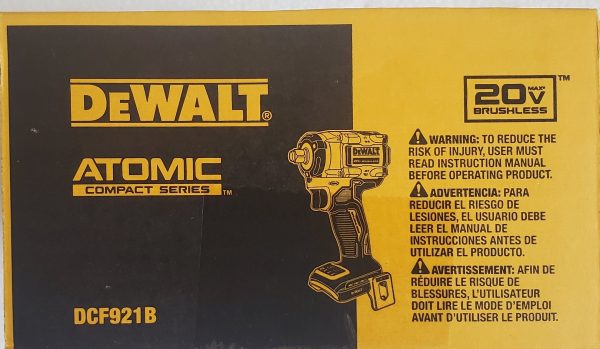 DEWALT®
ATOMIC
COMPACT SERIES™
DCF921B
DEWALT
20V MAX*
BRUSHLESS™
WARNING: TO REDUCE THE
RISK OF INJURY, USER MUST
READ INSTRUCTION MANUAL
BEFORE OPERATING PRODUCT.
ADVERTENCIA: PARA
REDUCIR EL RIESGO DE
LESIONES, EL USUARIO DEBE
LEER EL MANUAL DE
INSTRUCCIONES ANTES DE
UTILIZAR EL PRODUCTO.
AVERTISSEMENT: AFIN DE
RÉDUIRE LE RISQUE DE
BLESSURES, L'UTILISATEUR
DOIT LIRE LE MODE D'EMPLOI
AVANT D'UTILISER LE PRODUIT.